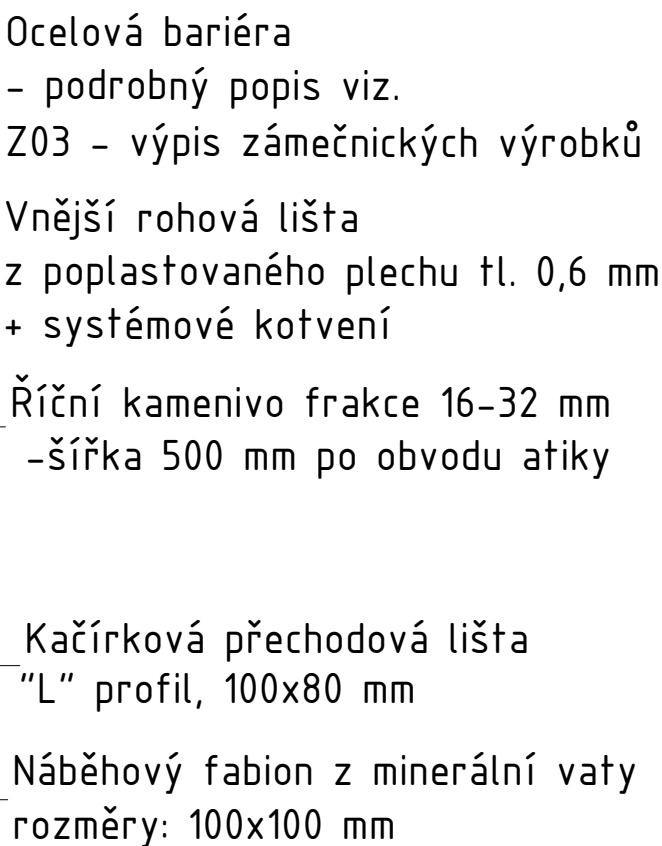 Ocelová bariéra
- podrobný popis viz.
Z03 - výpis zámečnických výrobků
Vnější rohová lišta
z poplastovaného plechu tl. 0,6 mm
+ systémové kotvení
Říční kamenivo frakce 16-32 mm
-šířka 500 mm po obvodu atiky
Kačírková přechodová lišta
"L" profil, 100x80 mm
Náběhový fabion z minerální vaty
rozměry: 100x100 mm